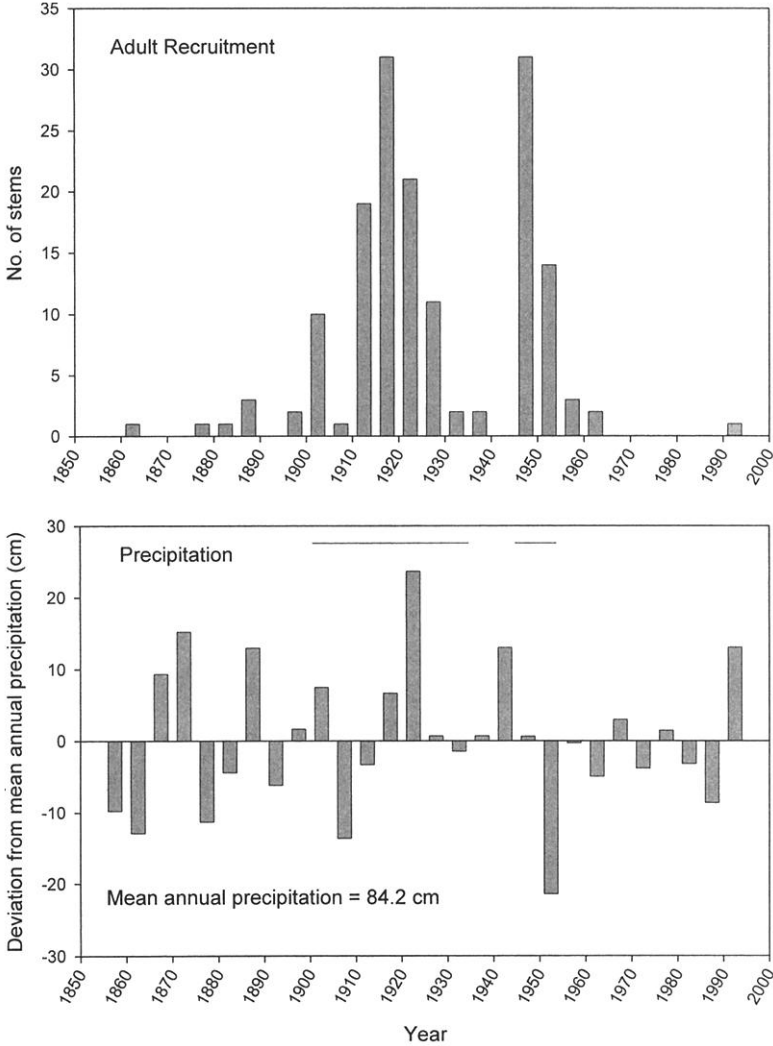 35
30
25
20
15
10
5
0
Adult Recruitment
No. of stems
1850 1860 1870 1880 1890 1900 1910 1920 1930 1940 1950 1960 1970 1980 1990 2000
30
20
10
0
-10
-20
-30
Precipitation
Deviation from mean annual precipitation (cm)
Mean annual precipitation = 84.2 cm
1850 1860 1870 1880 1890 1900 1910 1920 1930 1940 1950 1960 1970 1980 1990 2000
Year